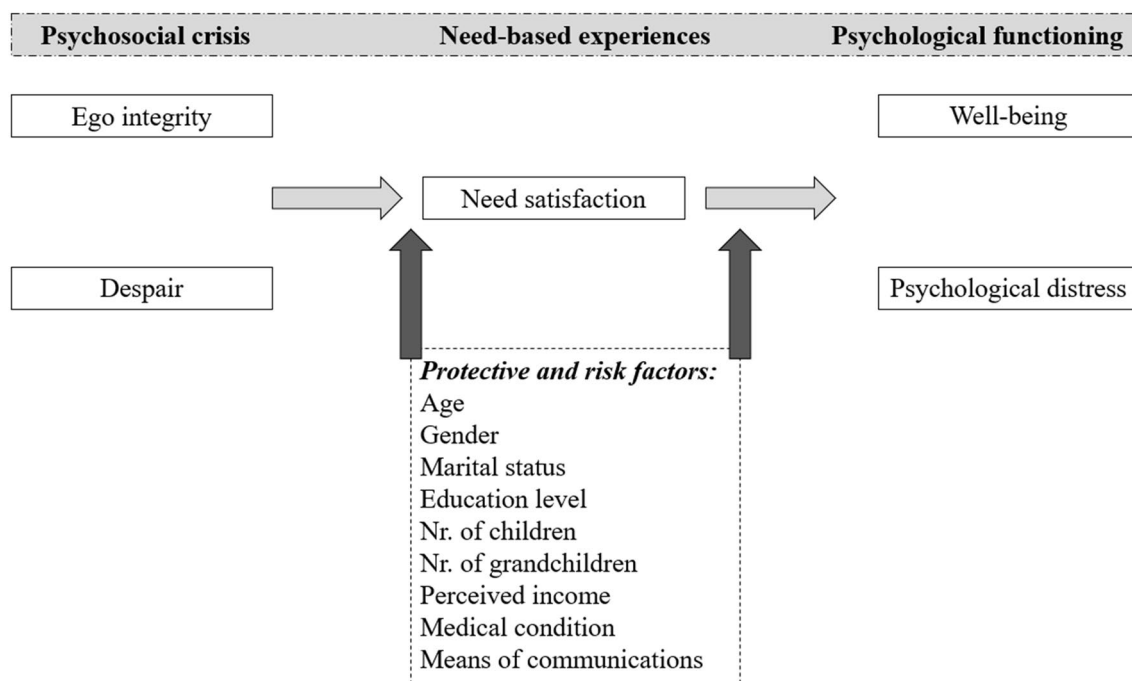 Psychosocial crisis
Need-based experiences
Psychological functioning
Ego integrity
Well-being
Need satisfaction
Despair
Psychological distress
Protective and risk factors:
Age
Gender
Marital status
Education level
Nr. of children
Nr. of grandchildren
Perceived income
Medical condition
Means of communications